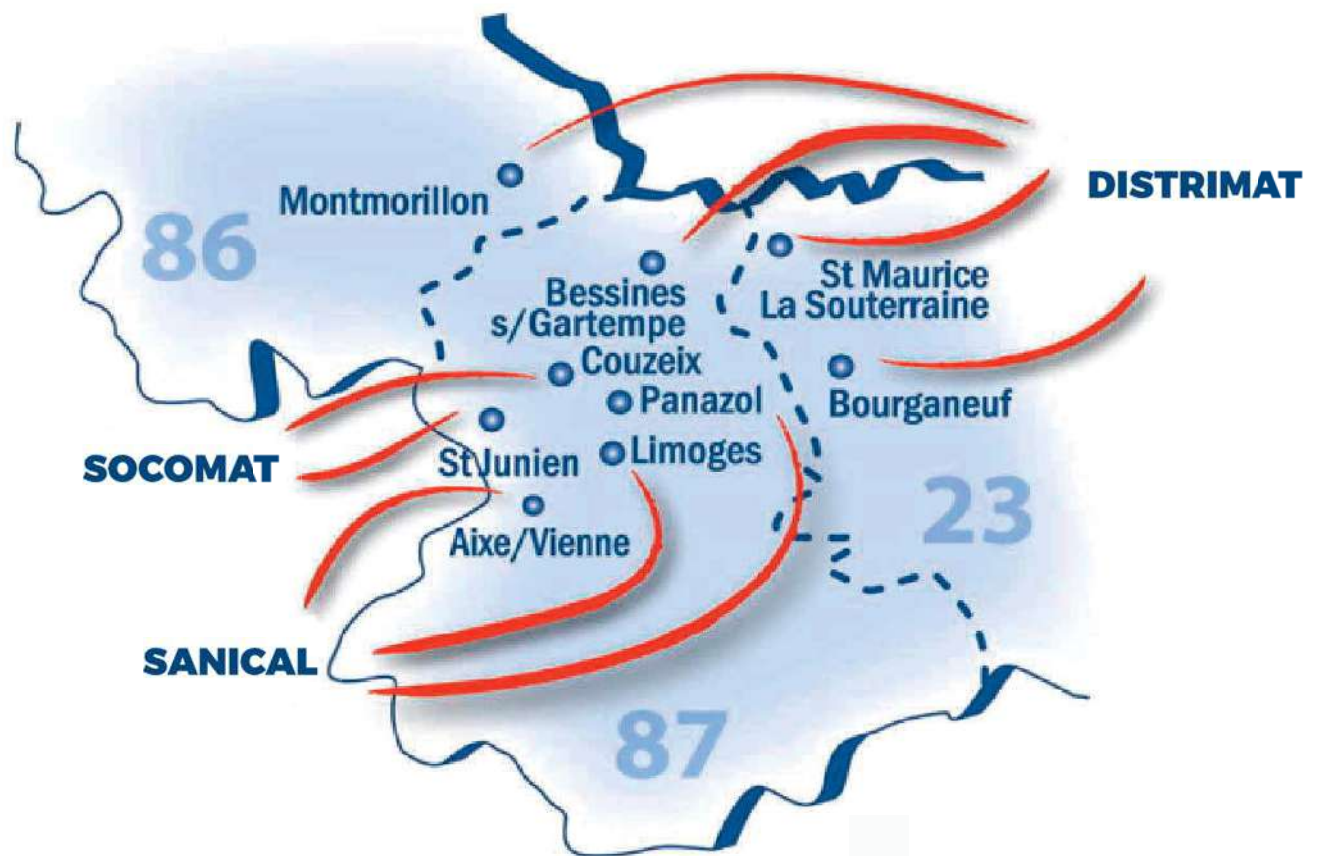 Montmorillon
DISTRIMAT
86
St Maurice
La Souterraine
Bessines
s/Gartempe
Couzeix
Panazol
Bourganeuf
SOCOMAT
St Junien
Limoges
23
Aixe/Vienne
SANICAL
87